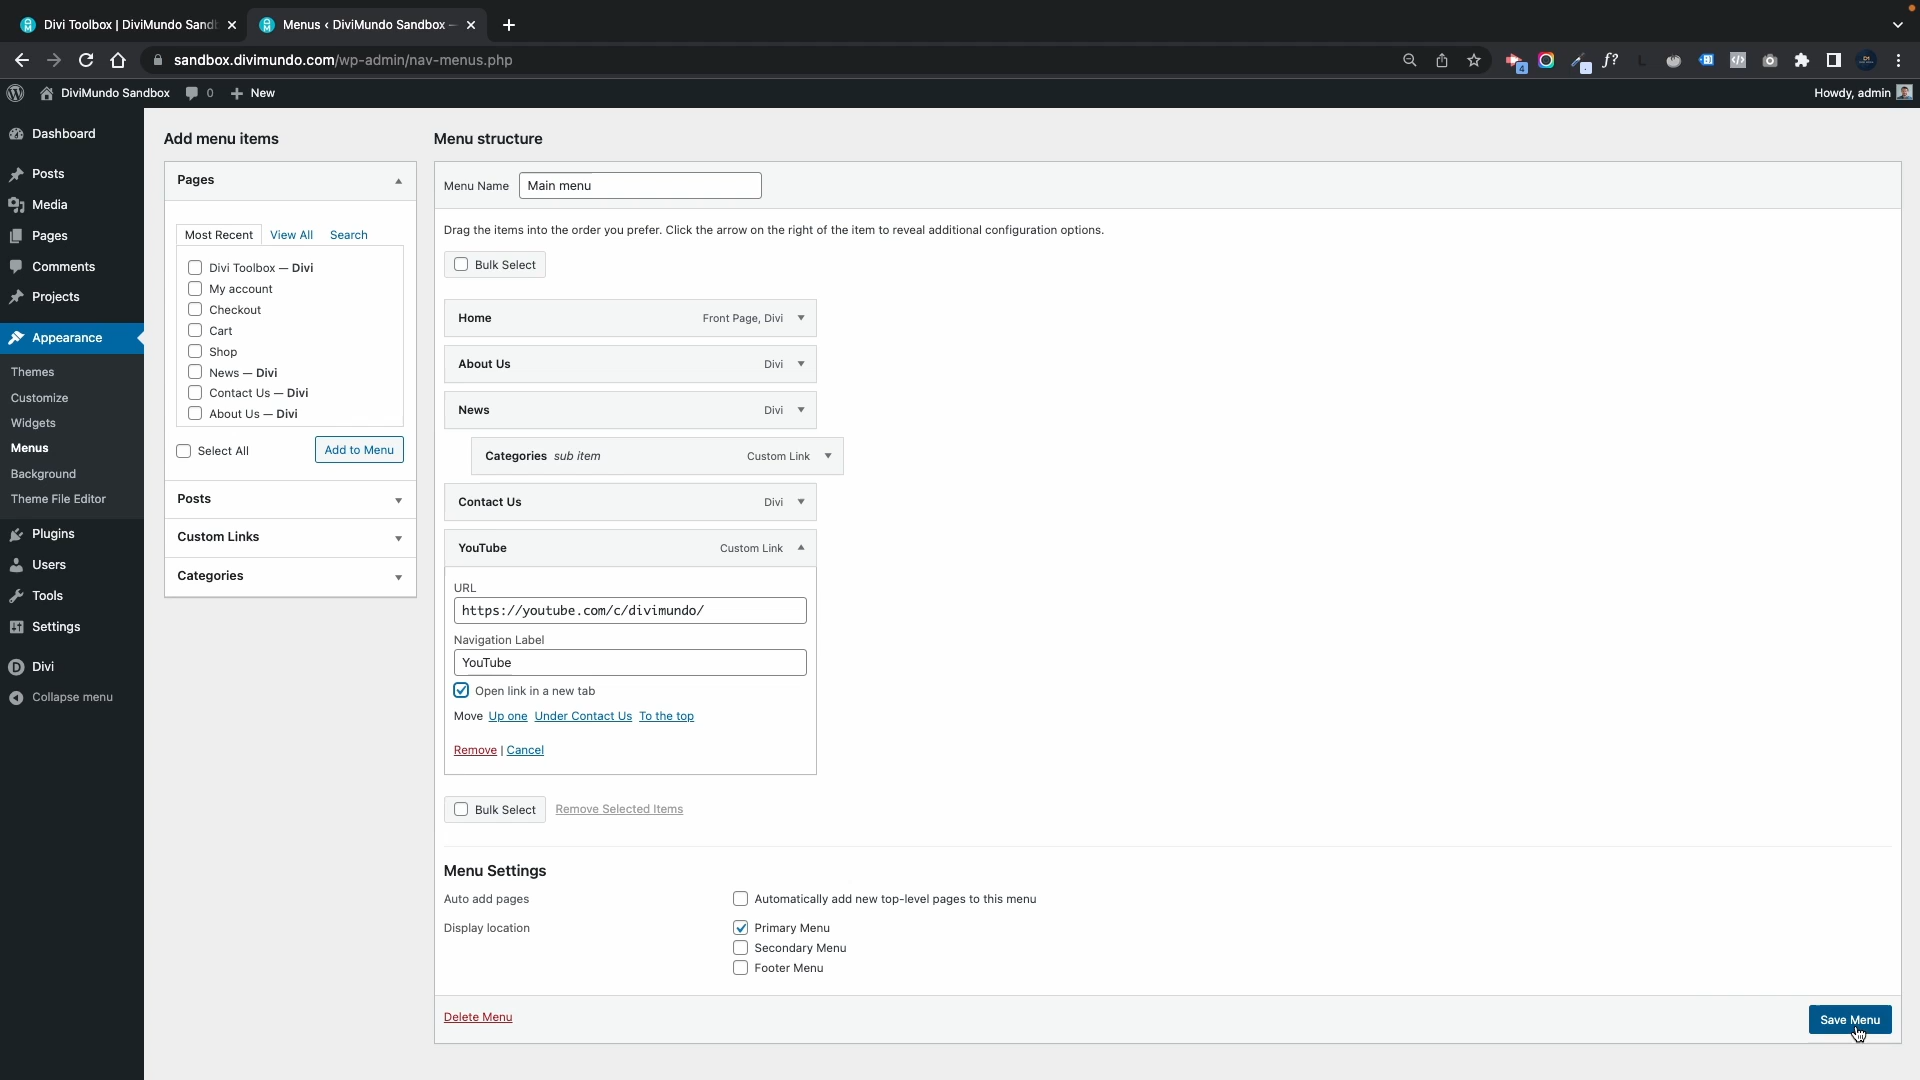 Divi Toolbox | DiviMundo Sand
Menus ‹ DiviMundo Sandbox —
sandbox.divimundo.com/wp-admin/nav-menus.php
4
f?
DiviMundo Sandbox
0
New
Howdy, admin
Dashboard
Posts
Media
Pages
Comments
Projects
Appearance
Themes
Customize
Widgets
Menus
Background
Theme File Editor
Plugins
Users
Tools
Settings
Divi
Collapse menu
Add menu items
Pages
Most Recent View All Search
Divi Toolbox — Divi
My account
Checkout
Cart
Shop
News — Divi
Contact Us — Divi
About Us — Divi
Select All Add to Menu
Posts
Custom Links
Categories
Menu structure
Menu Name Main menu
Drag the items into the order you prefer. Click the arrow on the right of the item to reveal additional configuration options.
Bulk Select
Home Front Page, Divi
About Us Divi
News Divi
Categories sub item Custom Link
Contact Us Divi
YouTube Custom Link
URL
https://youtube.com/c/divimundo/
Navigation Label
YouTube
Open link in a new tab
Move Up one Under Contact Us To the top
Remove | Cancel
Bulk Select Remove Selected Items
Menu Settings
Auto add pages Automatically add new top-level pages to this menu
Display location Primary Menu
Secondary Menu
Footer Menu
Delete Menu Save Menu